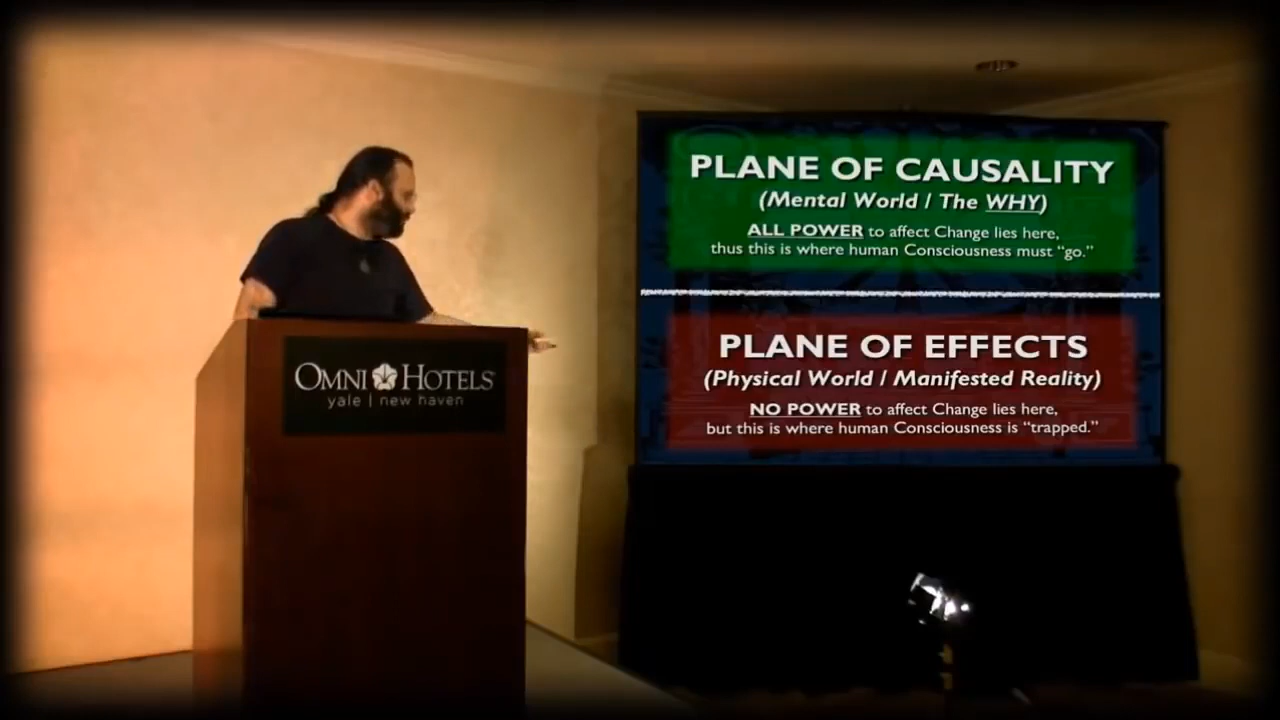 PLANE OF CAUSALITY
(Mental World / The WHY)
ALL POWER to affect Change lies here,
thus this is where human Consciousness must “go.”
PLANE OF EFFECTS
(Physical World / Manifested Reality)
NO POWER to affect Change lies here,
but this is where human Consciousness is “trapped.”
OMNI HOTELS
yale | new haven